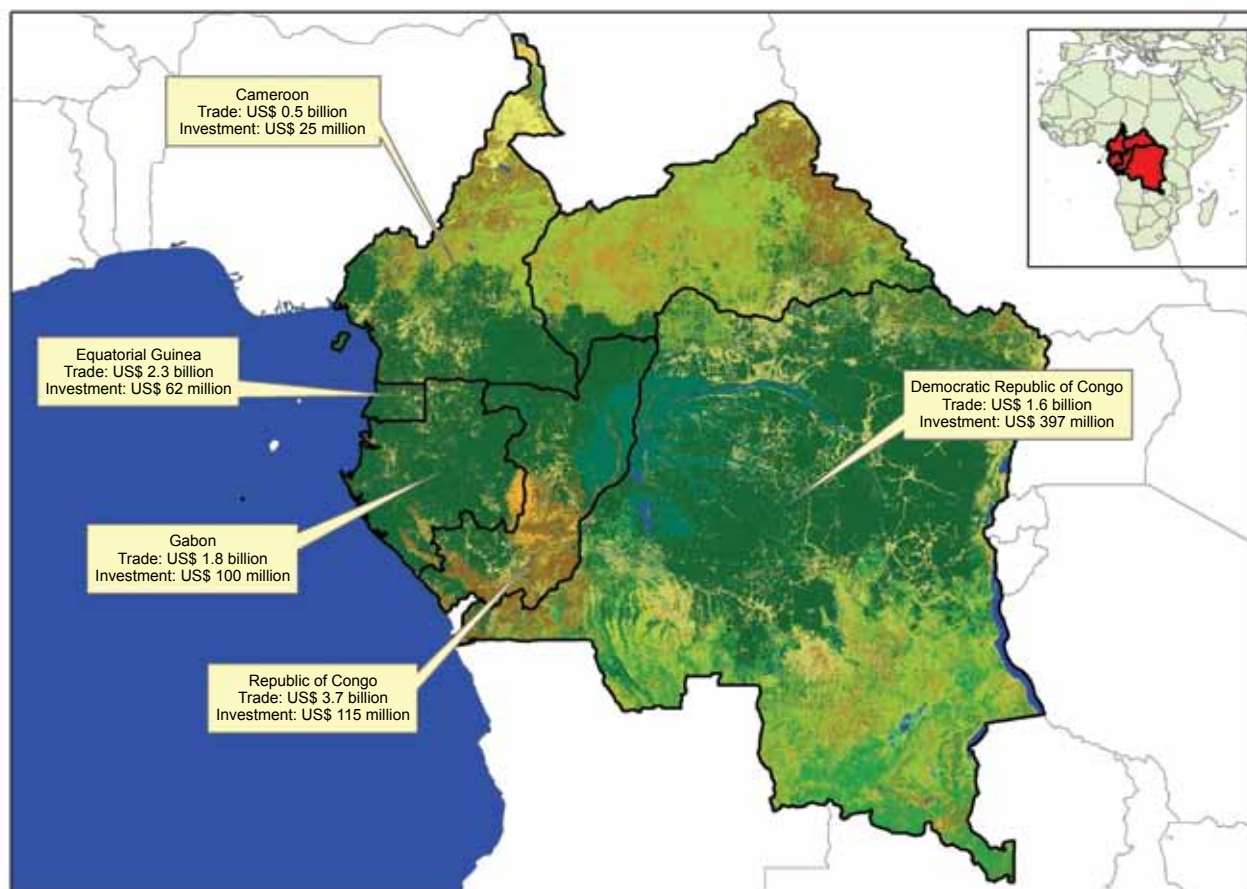 Cameroon
Trade: US$ 0.5 billion
Investment: US$ 25 million
Equatorial Guinea
Trade: US$ 2.3 billion
Investment: US$ 62 million
Democratic Republic of Congo
Trade: US$ 1.6 billion
Investment: US$ 397 million
Gabon
Trade: US$ 1.8 billion
Investment: US$ 100 million
Republic of Congo
Trade: US$ 3.7 billion
Investment: US$ 115 million